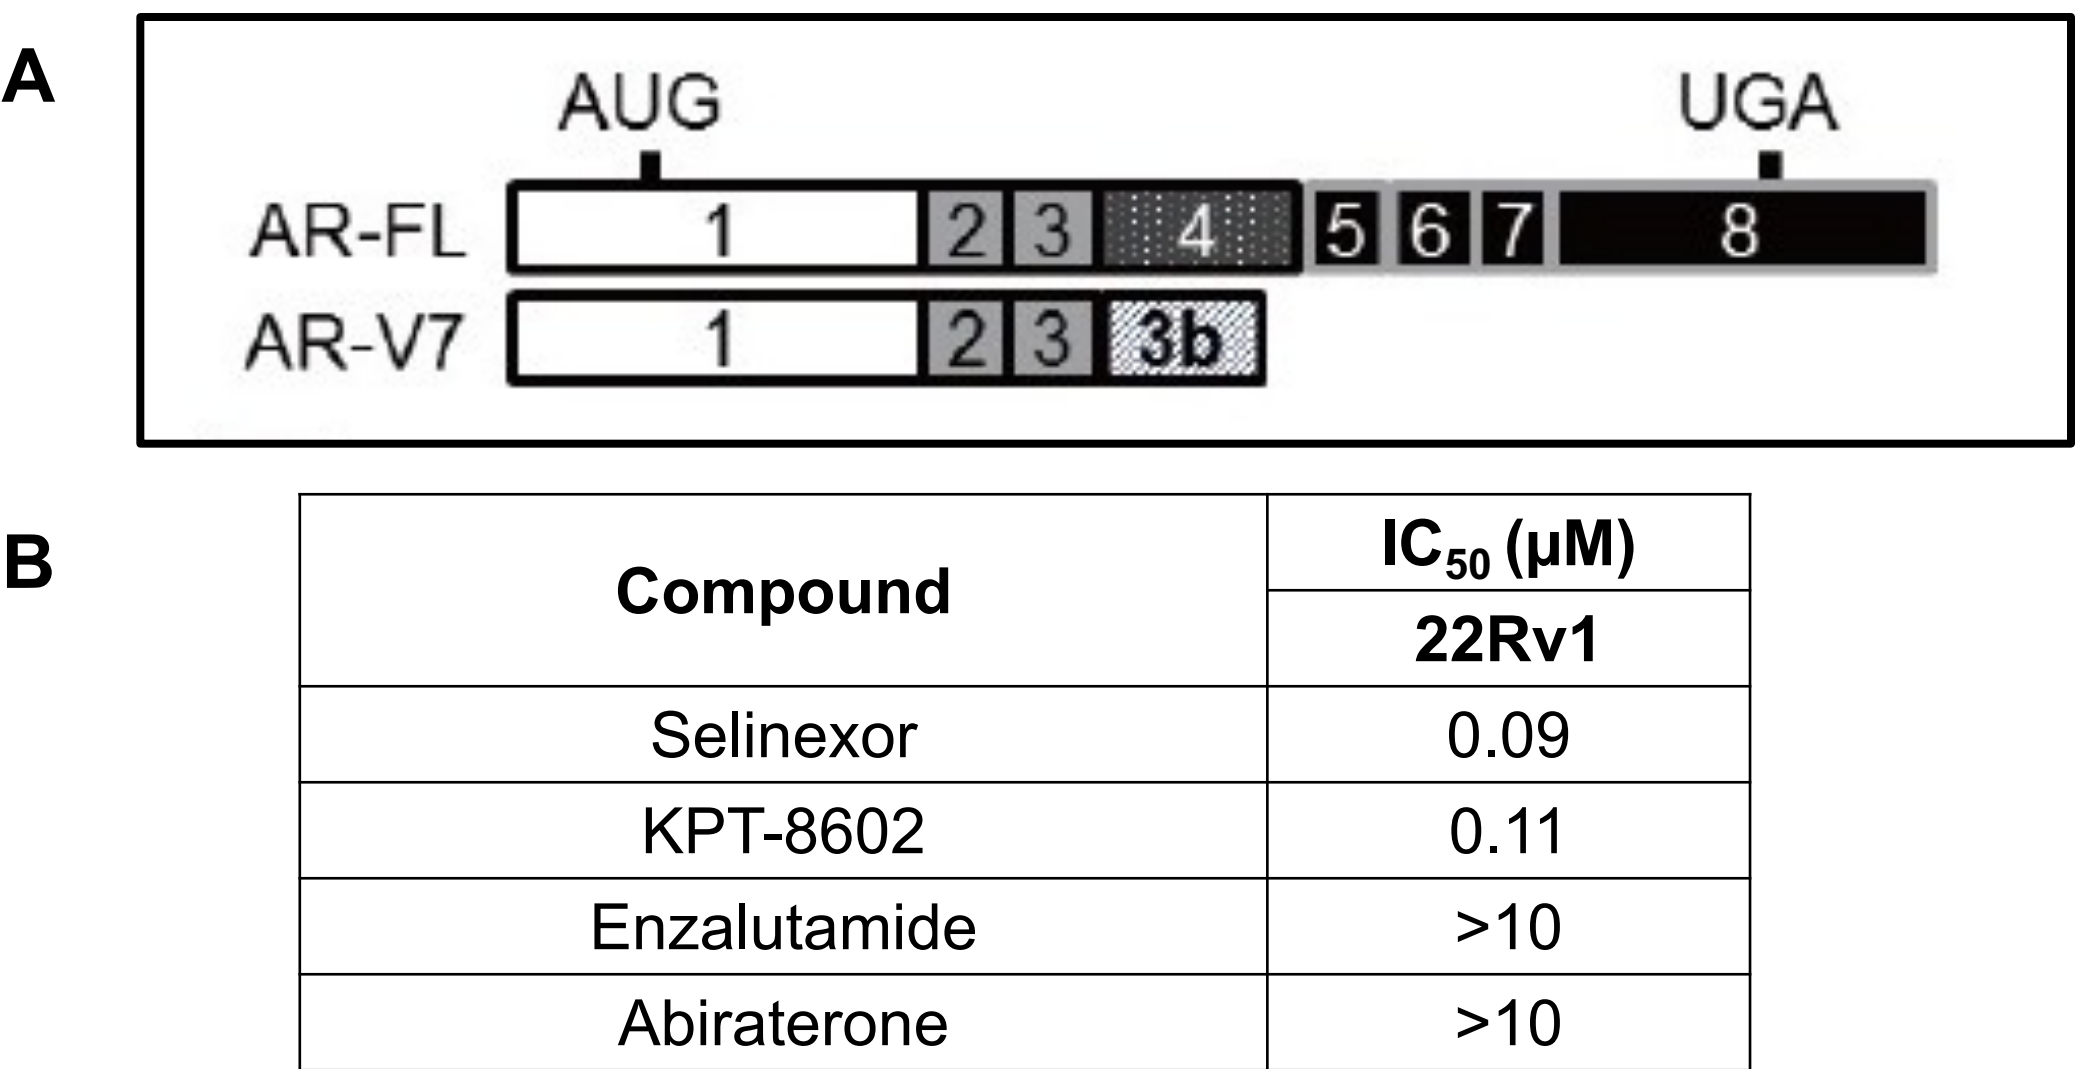 A
AUG UGA
AR-FL 1 2 3 4 5 6 7 8
AR-V7 1 2 3 3b
B
Compound IC₅₀ (µM)
22Rv1
Selinexor 0.09
KPT-8602 0.11
Enzalutamide >10
Abiraterone >10